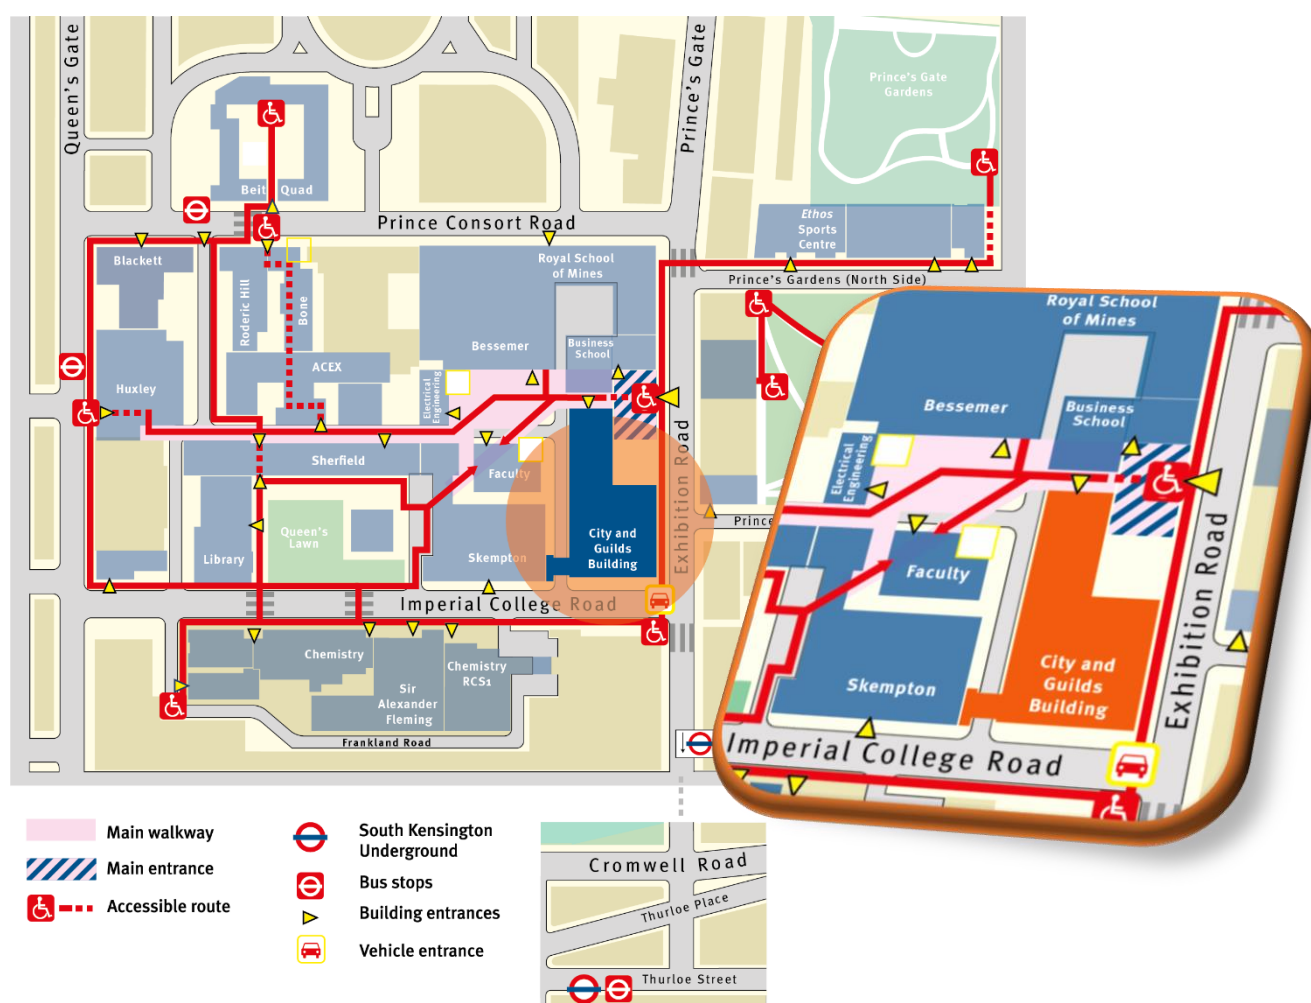 Queen's Gate
Prince's Gate
Prince's Gate
Gardens
Beit Quad
Prince Consort Road
Ethos
Sports
Centre
Prince's Gardens (North Side)
Blackett
Roderic Hill
Bone
Royal School
of Mines
Business
School
Bessemer
Huxley
ACEX
Electrical
Engineering
Sherfield
Faculty
Exhibition Road
Prince
Queen's
Lawn
Library
Skempton
City and
Guilds
Building
Imperial College Road
Chemistry
Chemistry
RCS1
Sir
Alexander
Fleming
Frankland Road
Royal School
of Mines
Bessemer
Business
School
Electrical
Engineering
Faculty
Skempton
City and
Guilds
Building
Exhibition Road
Imperial College Road
Main walkway
Main entrance
Accessible route
South Kensington
Underground
Bus stops
Building entrances
Vehicle entrance
Cromwell Road
Thurloe Place
Thurloe Street